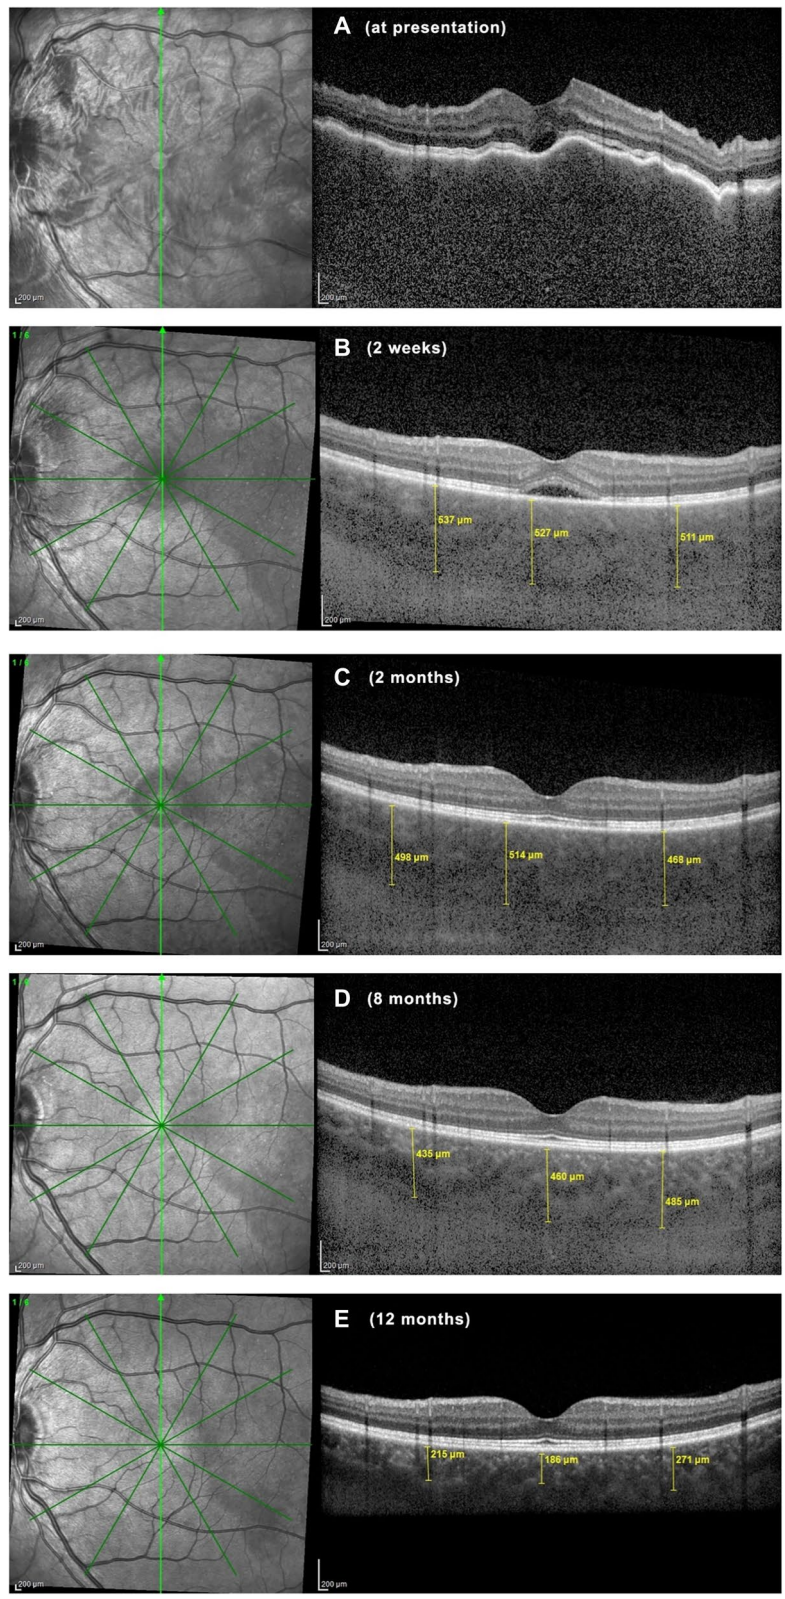 A (at presentation)
200 µm
200 µm
1 / 6
B (2 weeks)
537 µm
527 µm
511 µm
200 µm
200 µm
1 / 6
C (2 months)
498 µm
514 µm
468 µm
200 µm
200 µm
1 / 6
D (8 months)
435 µm
460 µm
485 µm
200 µm
200 µm
1 / 6
E (12 months)
215 µm
186 µm
271 µm
200 µm
200 µm